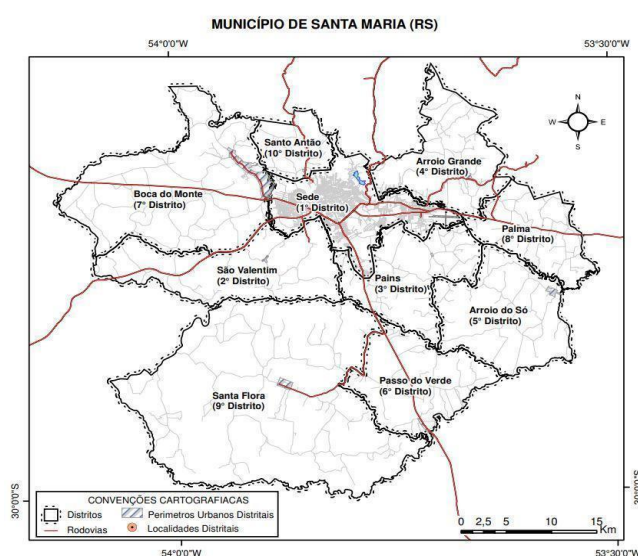 MUNICÍPIO DE SANTA MARIA (RS)
54°0'0"W
53°30'0"W
N
W E
S
Santo Antão
(10° Distrito)
Arroio Grande
(4° Distrito)
Boca do Monte
(7° Distrito)
Sede
(1° Distrito)
Palma
(8° Distrito)
São Valentim
(2° Distrito)
Pains
(3° Distrito)
Arroio do Só
(5° Distrito)
Santa Flora
(9° Distrito)
Passo do Verde
(6° Distrito)
30°0'0"S
30°0'0"S
CONVENÇÕES CARTOGRAFIACAS
Distritos
Perimetros Urbanos Distritais
Rodovias
Localidades Distritais
0 2,5 5 10 15
Km
54°0'0"W
53°30'0"W